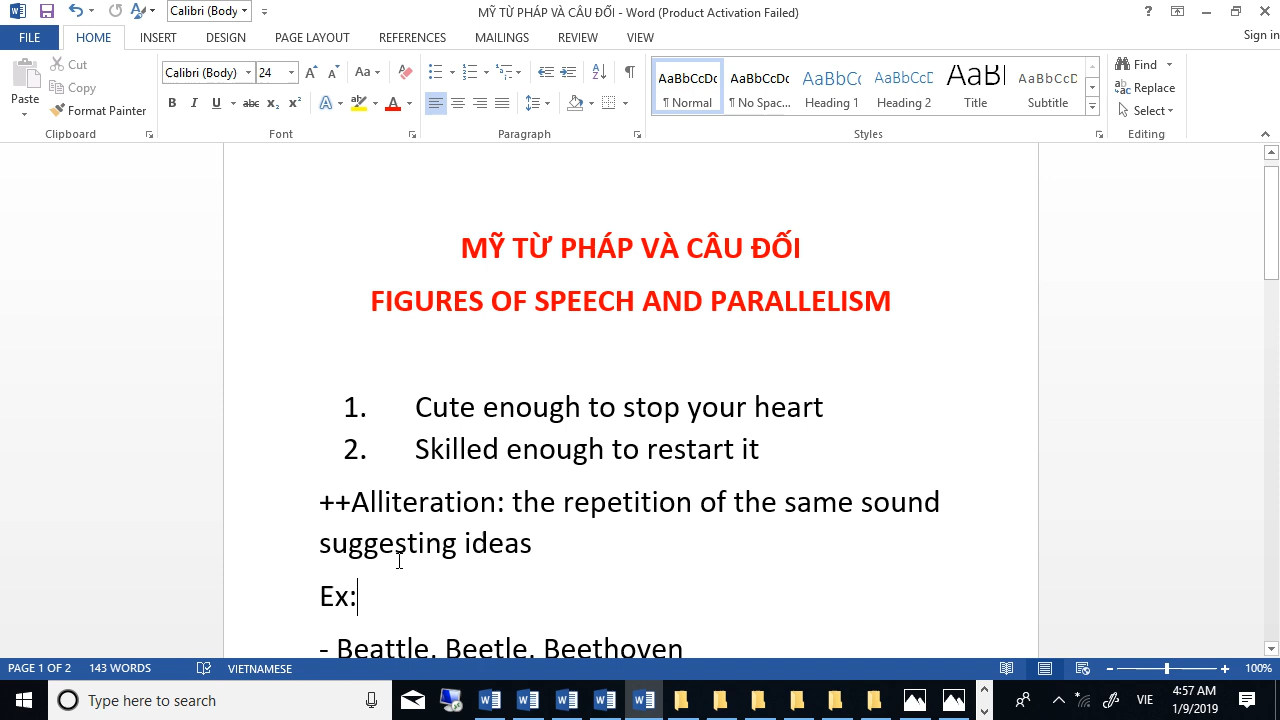 Calibri (Body
MỸ TỪ PHÁP VÀ CÂU ĐỐI - Word (Product Activation Failed)
FILE HOME INSERT DESIGN PAGE LAYOUT REFERENCES MAILINGS REVIEW VIEW Sign in
Cut
Copy
Paste
Format Painter
Clipboard
Calibri (Body) 24
Font
Paragraph
AaBbCcDc AaBbCcDc AaBbCc AaBbCcD AaB AaBbCcD
¶ Normal ¶ No Spac... Heading 1 Heading 2 Title Subtitle
Styles
Find
Replace
Select
Editing
MỸ TỪ PHÁP VÀ CÂU ĐỐI
FIGURES OF SPEECH AND PARALLELISM
1. Cute enough to stop your heart
2. Skilled enough to restart it
++Alliteration: the repetition of the same sound
suggesting ideas
Ex:
- Beattle, Beetle, Beethoven
PAGE 1 OF 2 143 WORDS VIETNAMESE 100%
Type here to search
VIE
4:57 AM
1/9/2019